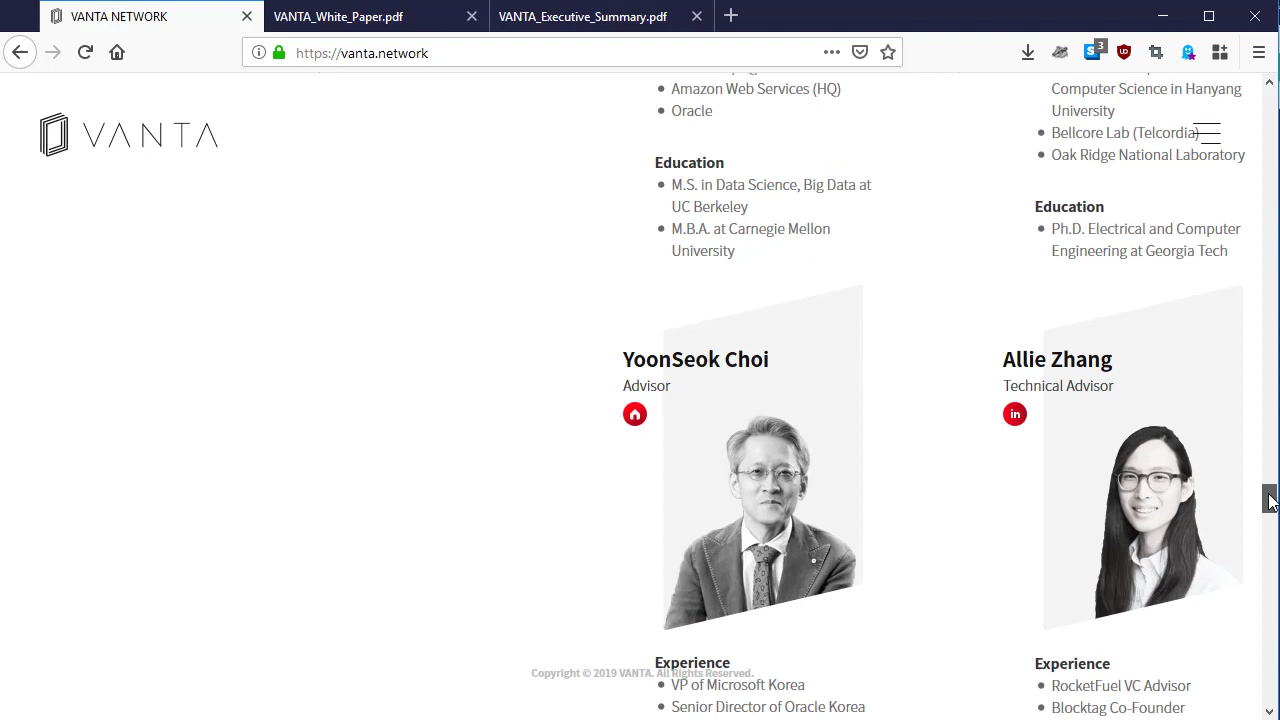 VANTA NETWORK
VANTA_White_Paper.pdf
VANTA_Executive_Summary.pdf
https://vanta.network
3
VANTA
Amazon Web Services (HQ)
Oracle
Education
M.S. in Data Science, Big Data at
UC Berkeley
M.B.A. at Carnegie Mellon
University
Computer Science in Hanyang
University
Bellcore Lab (Telcordia)
Oak Ridge National Laboratory
Education
Ph.D. Electrical and Computer
Engineering at Georgia Tech
YoonSeok Choi
Advisor
Allie Zhang
Technical Advisor
in
Experience
VP of Microsoft Korea
Senior Director of Oracle Korea
Experience
RocketFuel VC Advisor
Blocktag Co-Founder
Copyright © 2019 VANTA. All Rights Reserved.